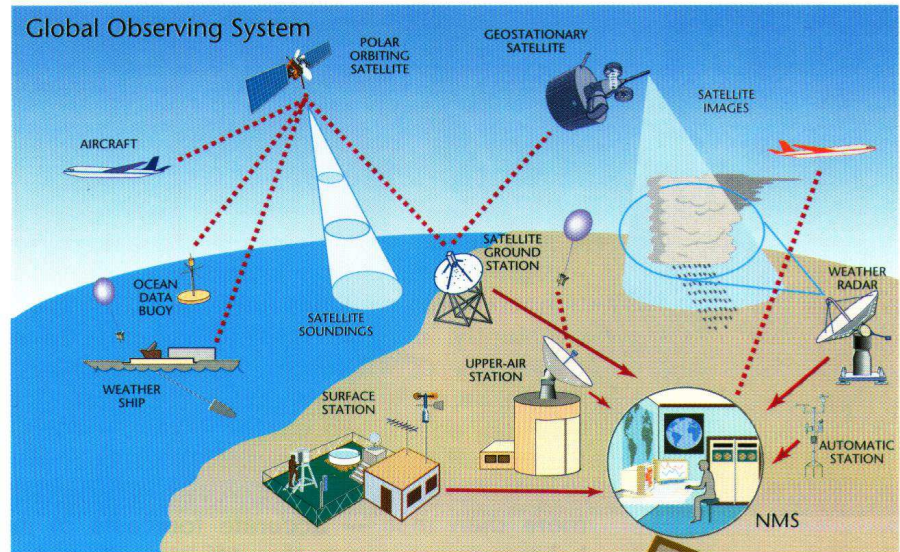 Global Observing System
POLAR
ORBITING
SATELLITE
GEOSTATIONARY
SATELLITE
SATELLITE
IMAGES
AIRCRAFT
SATELLITE
GROUND
STATION
OCEAN
DATA
BUOY
SATELLITE
SOUNDINGS
WEATHER
RADAR
WEATHER
SHIP
UPPER-AIR
STATION
SURFACE
STATION
AUTOMATIC
STATION
NMS